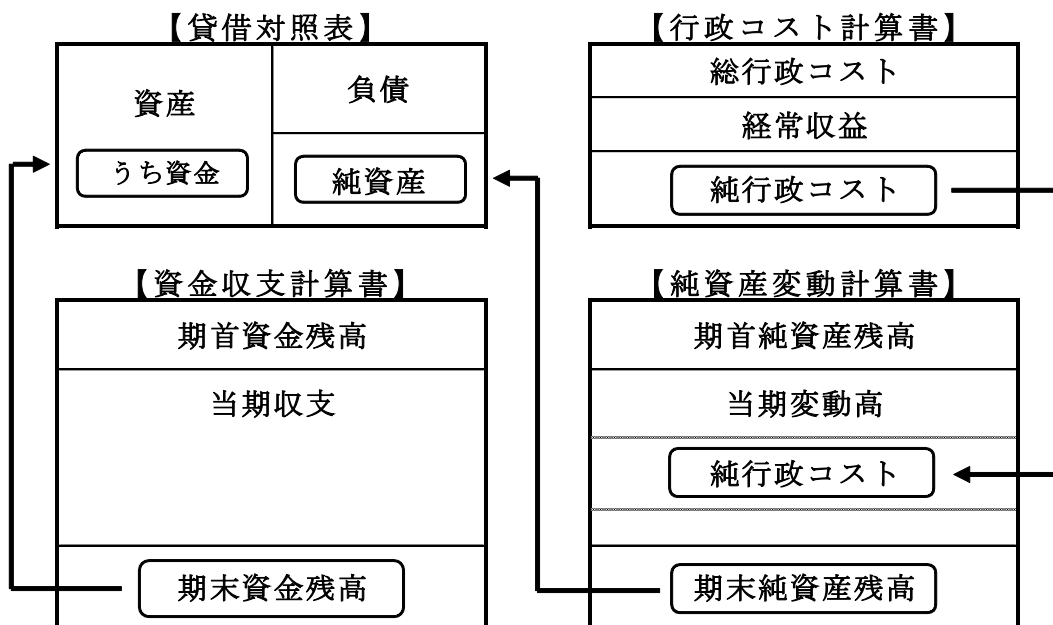 【貸借対照表】
資産
うち資金
負債
純資産
【行政コスト計算書】
総行政コスト
経常収益
純行政コスト
【資金収支計算書】
期首資金残高
当期収支
期末資金残高
【純資産変動計算書】
期首純資産残高
当期変動高
純行政コスト
期末純資産残高